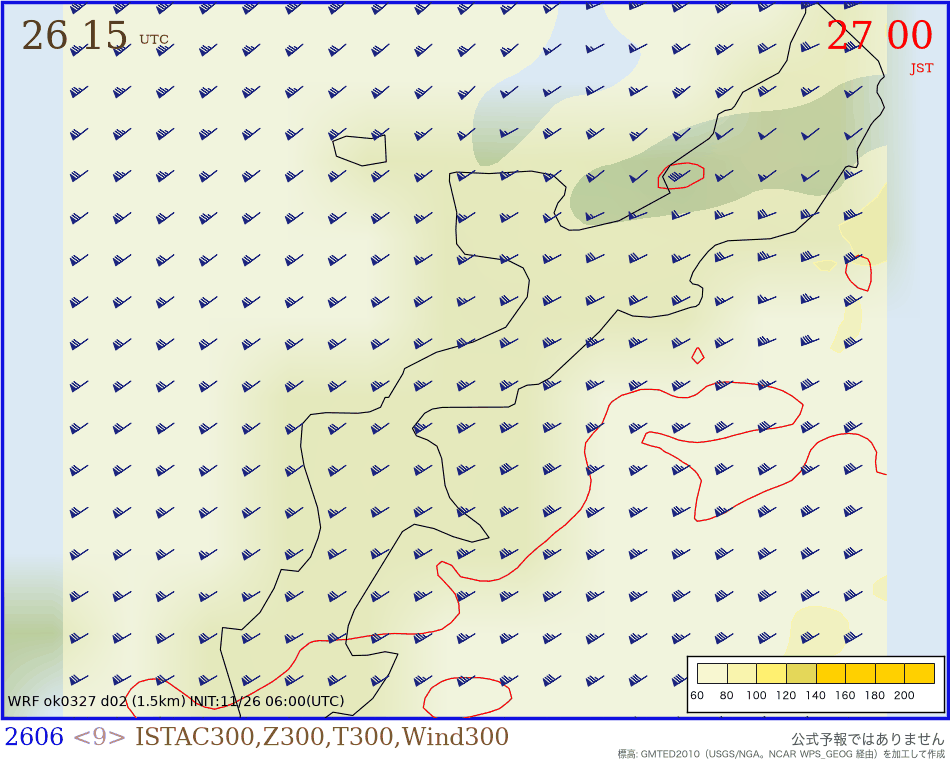 26 15 UTC
27 00
JST
WRF ok0327 d02 (1.5km) INIT:11/26 06:00(UTC)
60 80 100 120 140 160 180 200
2606 <9> ISTAC300,Z300,T300,Wind300
公式予報ではありません
標高: GMTED2010（USGS/NGA。NCAR WPS_GEOG 経由）を加工して作成